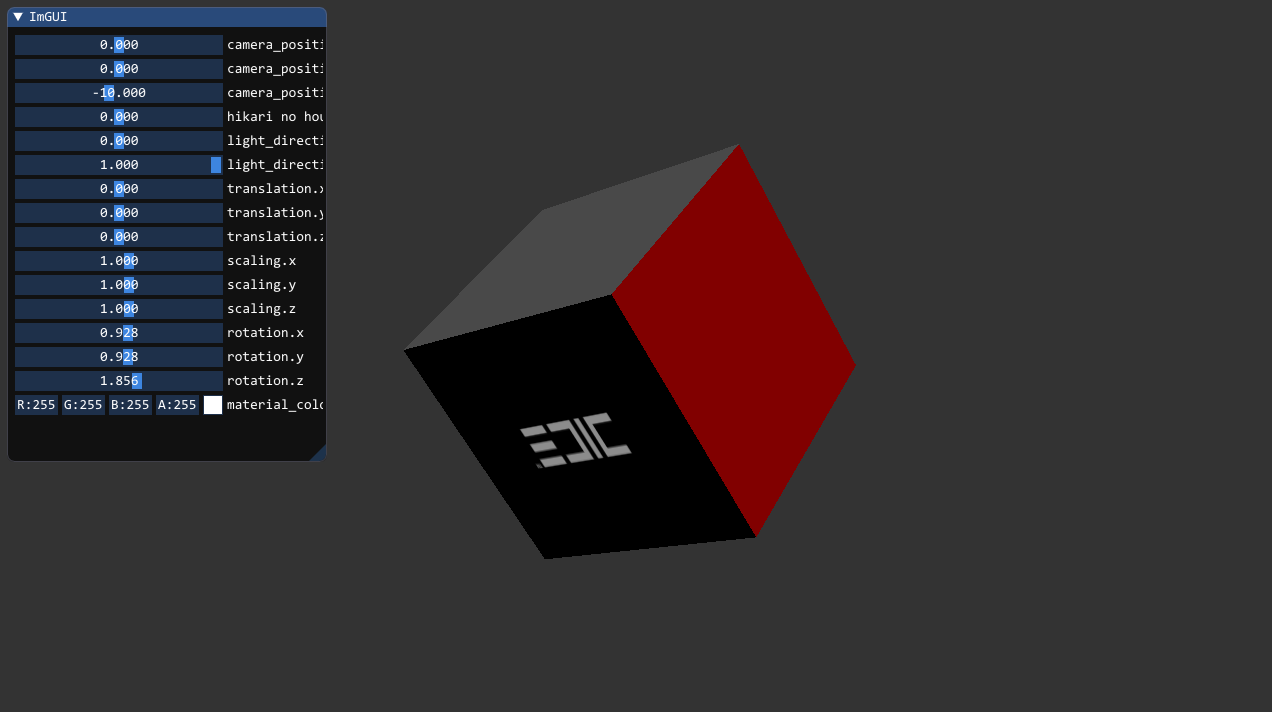 ImGUI
0.000 camera_positi
0.000 camera_positi
-10.000 camera_positi
0.000 hikari no hou
0.000 light_directi
1.000 light_directi
0.000 translation.x
0.000 translation.y
0.000 translation.z
1.000 scaling.x
1.000 scaling.y
1.000 scaling.z
0.928 rotation.x
0.928 rotation.y
1.856 rotation.z
R:255 G:255 B:255 A:255 material_colo